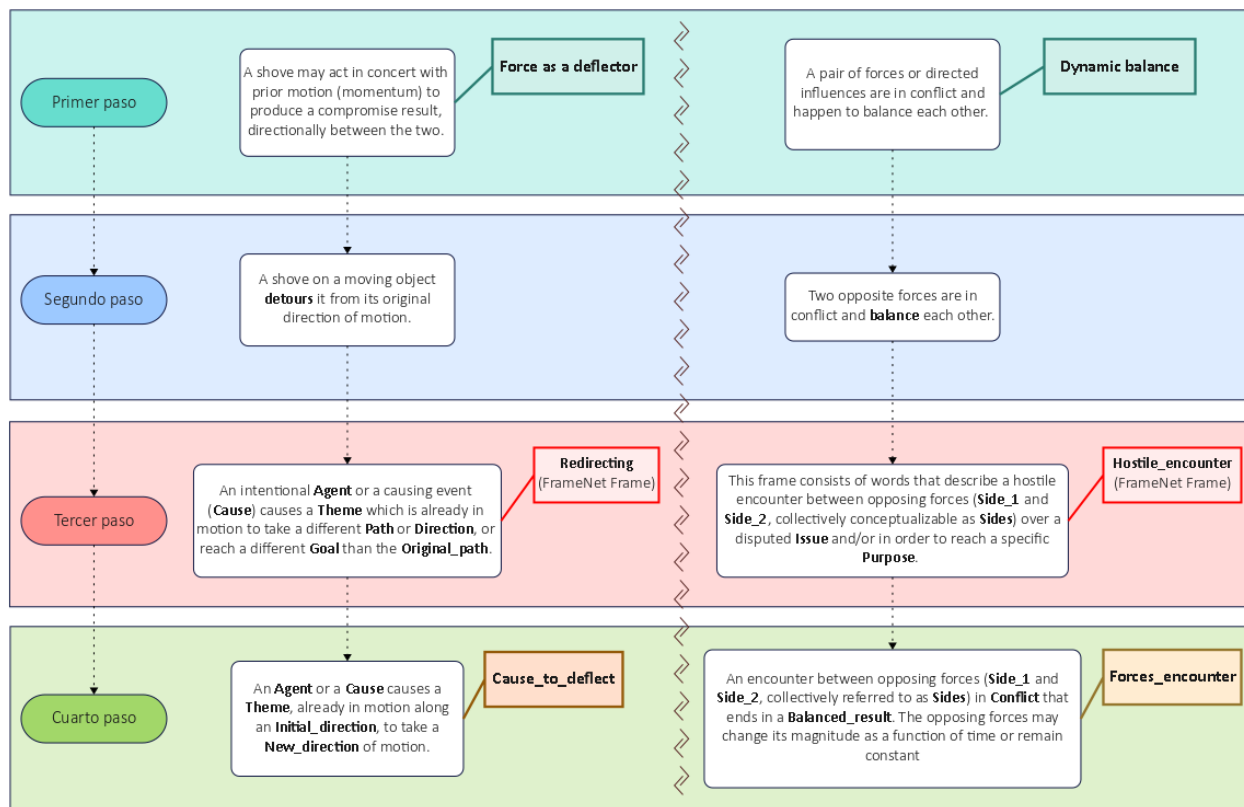 Primer paso
A shove may act in concert with
prior motion (momentum) to
produce a compromise result,
directionally between the two.
Force as a deflector
A pair of forces or directed
influences are in conflict and
happen to balance each other.
Dynamic balance
Segundo paso
A shove on a moving object
detours it from its original
direction of motion.
Two opposite forces are in
conflict and balance each other.
Tercer paso
An intentional Agent or a causing event
(Cause) causes a Theme which is already in
motion to take a different Path or Direction, or
reach a different Goal than the Original_path.
Redirecting
(FrameNet Frame)
This frame consists of words that describe a hostile
encounter between opposing forces (Side_1 and
Side_2, collectively conceptualizable as Sides) over a
disputed Issue and/or in order to reach a specific
Purpose.
Hostile_encounter
(FrameNet Frame)
Cuarto paso
An Agent or a Cause causes a
Theme, already in motion along
an Initial_direction, to take a
New_direction of motion.
Cause_to_deflect
An encounter between opposing forces (Side_1 and
Side_2, collectively referred to as Sides) in Conflict that
ends in a Balanced_result. The opposing forces may
change its magnitude as a function of time or remain
constant
Forces_encounter